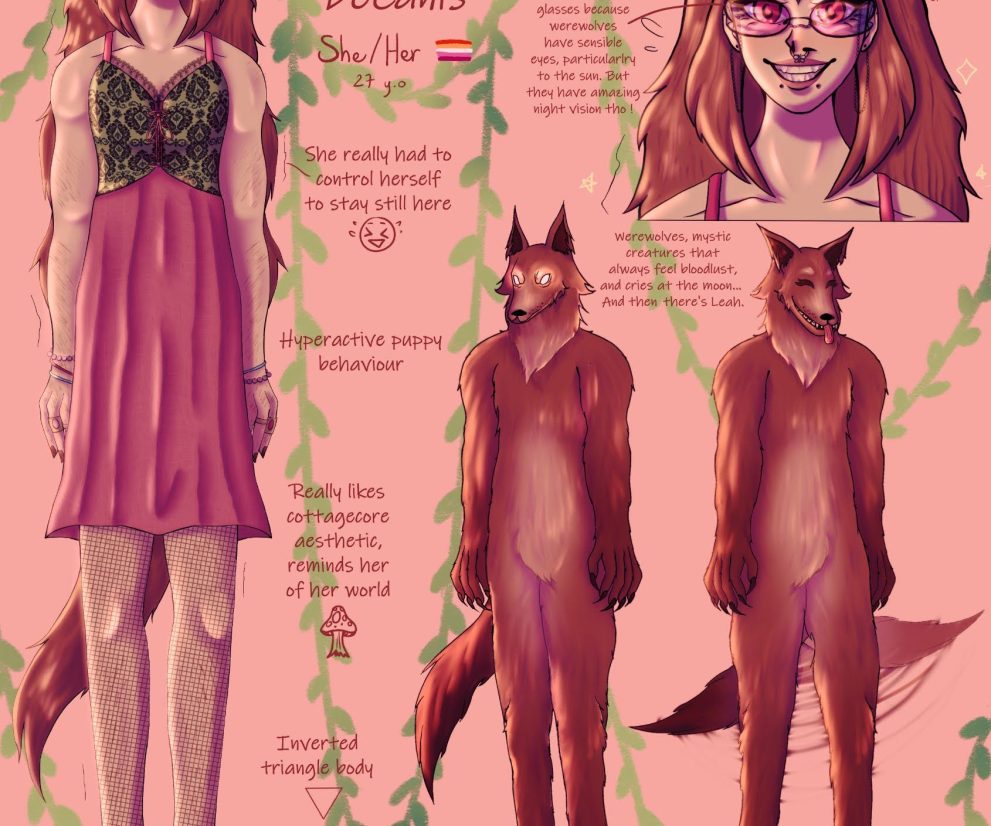 She/Her
27 y.o
glasses because
werewolves
have sensible
eyes, particularlry
to the sun. But
they have amazing
night vision tho !
She really had to
control herself
to stay still here
Werewolves, mystic
creatures that
always feel bloodlust,
and cries at the moon...
And then there's Leah.
Hyperactive puppy
behaviour
Really likes
cottagecore
aesthetic,
reminds her
of her world
Inverted
triangle body